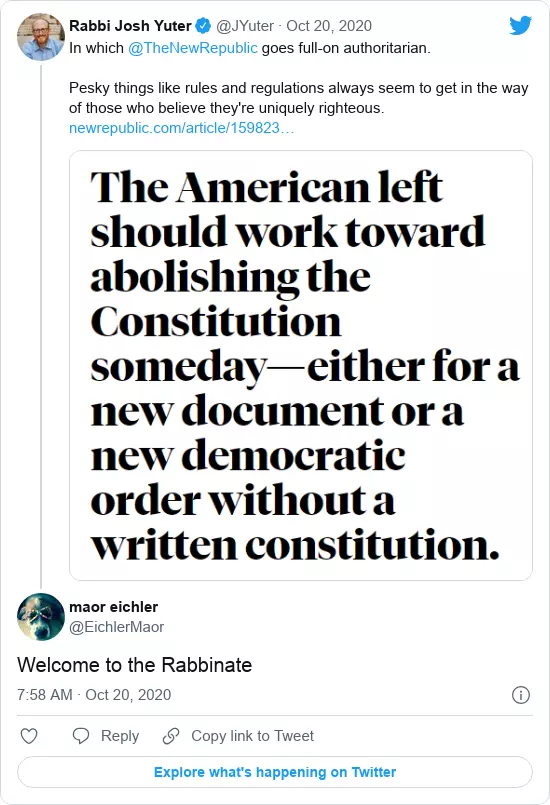 Rabbi Josh Yuter @JYuter · Oct 20, 2020
In which @TheNewRepublic goes full-on authoritarian.
Pesky things like rules and regulations always seem to get in the way
of those who believe they're uniquely righteous.
newrepublic.com/article/159823…
The American left
should work toward
abolishing the
Constitution
someday—either for a
new document or a
new democratic
order without a
written constitution.
maor eichler
@EichlerMaor
Welcome to the Rabbinate
7:58 AM · Oct 20, 2020
Reply Copy link to Tweet
Explore what's happening on Twitter